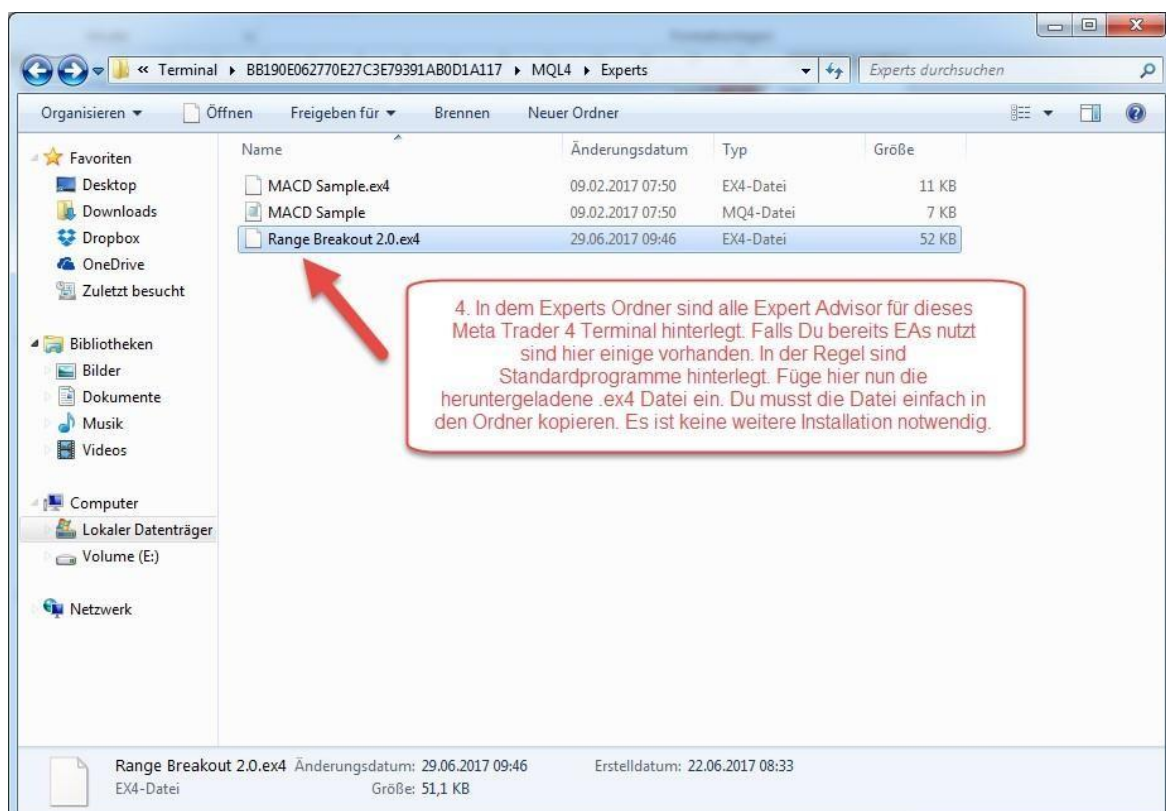 « Terminal ▸ BB190E062770E27C3E79391AB0D1A117 ▸ MQL4 ▸ Experts
Experts durchsuchen
Organisieren Öffnen Freigeben für Brennen Neuer Ordner
Name Änderungsdatum Typ Größe
MACD Sample.ex4 09.02.2017 07:50 EX4-Datei 11 KB
MACD Sample 09.02.2017 07:50 MQ4-Datei 7 KB
Range Breakout 2.0.ex4 29.06.2017 09:46 EX4-Datei 52 KB
Favoriten
Desktop
Downloads
Dropbox
OneDrive
Zuletzt besucht
Bibliotheken
Bilder
Dokumente
Musik
Videos
Computer
Lokaler Datenträger
Volume (E:)
Netzwerk
4. In dem Experts Ordner sind alle Expert Advisor für dieses
Meta Trader 4 Terminal hinterlegt. Falls Du bereits EAs nutzt
sind hier einige vorhanden. In der Regel sind
Standardprogramme hinterlegt. Füge hier nun die
heruntergeladene .ex4 Datei ein. Du musst die Datei einfach in
den Ordner kopieren. Es ist keine weitere Installation notwendig.
Range Breakout 2.0.ex4 Änderungsdatum: 29.06.2017 09:46 Erstelldatum: 22.06.2017 08:33
EX4-Datei Größe: 51,1 KB